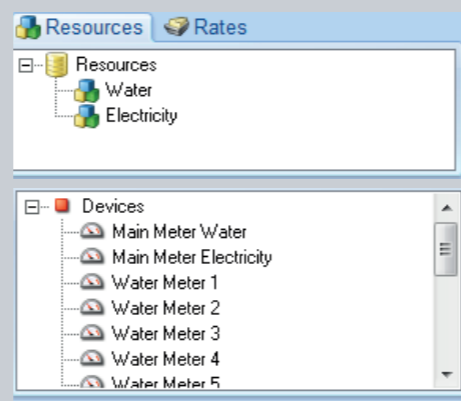 Resources Rates
Resources
Water
Electricity
Devices
Main Meter Water
Main Meter Electricity
Water Meter 1
Water Meter 2
Water Meter 3
Water Meter 4
Water Meter 5